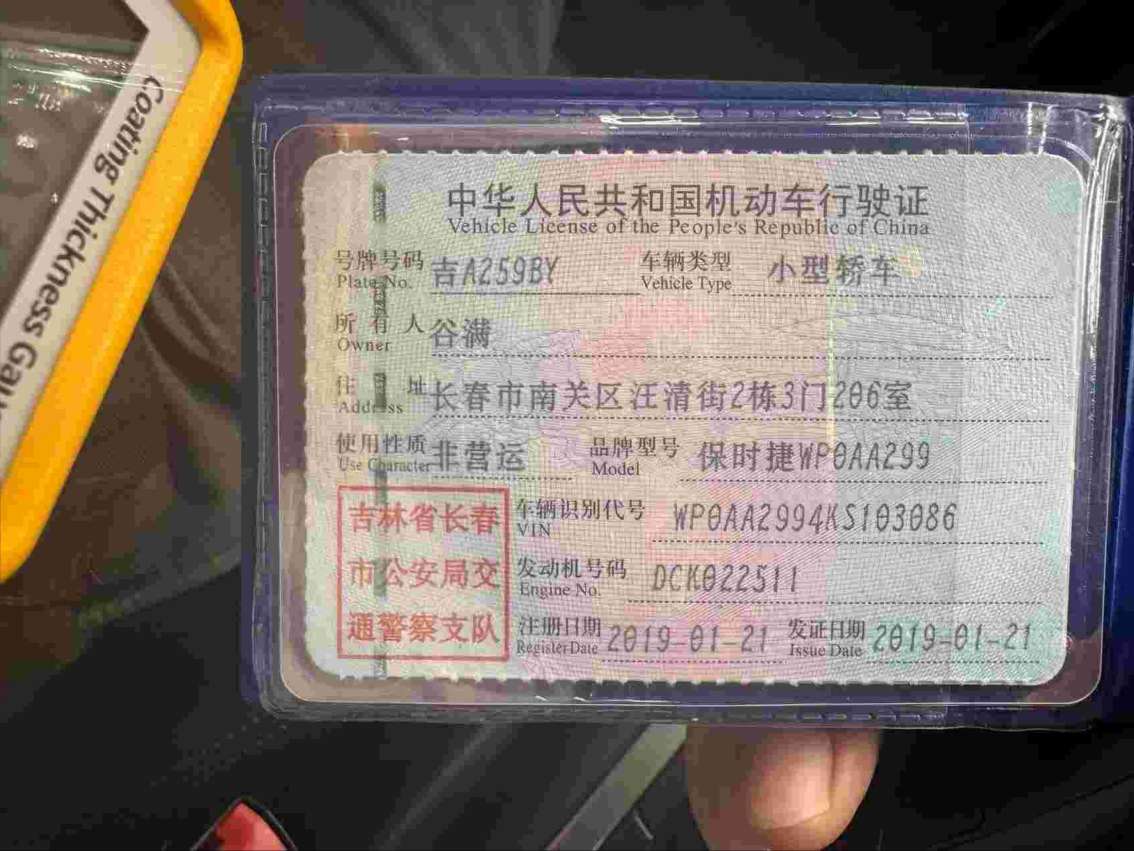 Coating Thickness Gau
中华人民共和国机动车行驶证
Vehicle License of the People's Republic of China
号牌号码 吉A259BY 车辆类型 小型轿车
Plate No. Vehicle Type
所有人 谷满
Owner
住址 长春市南关区汪清街2栋3门206室
Address
使用性质 非营运 品牌型号 保时捷WP0AA299
Use Character Model
吉林省长春
市公安局交
通警察支队
车辆识别代号 WP0AA2994KS103086
VIN
发动机号码 DCK022511
Engine No.
注册日期 2019-01-21 发证日期 2019-01-21
Register Date Issue Date